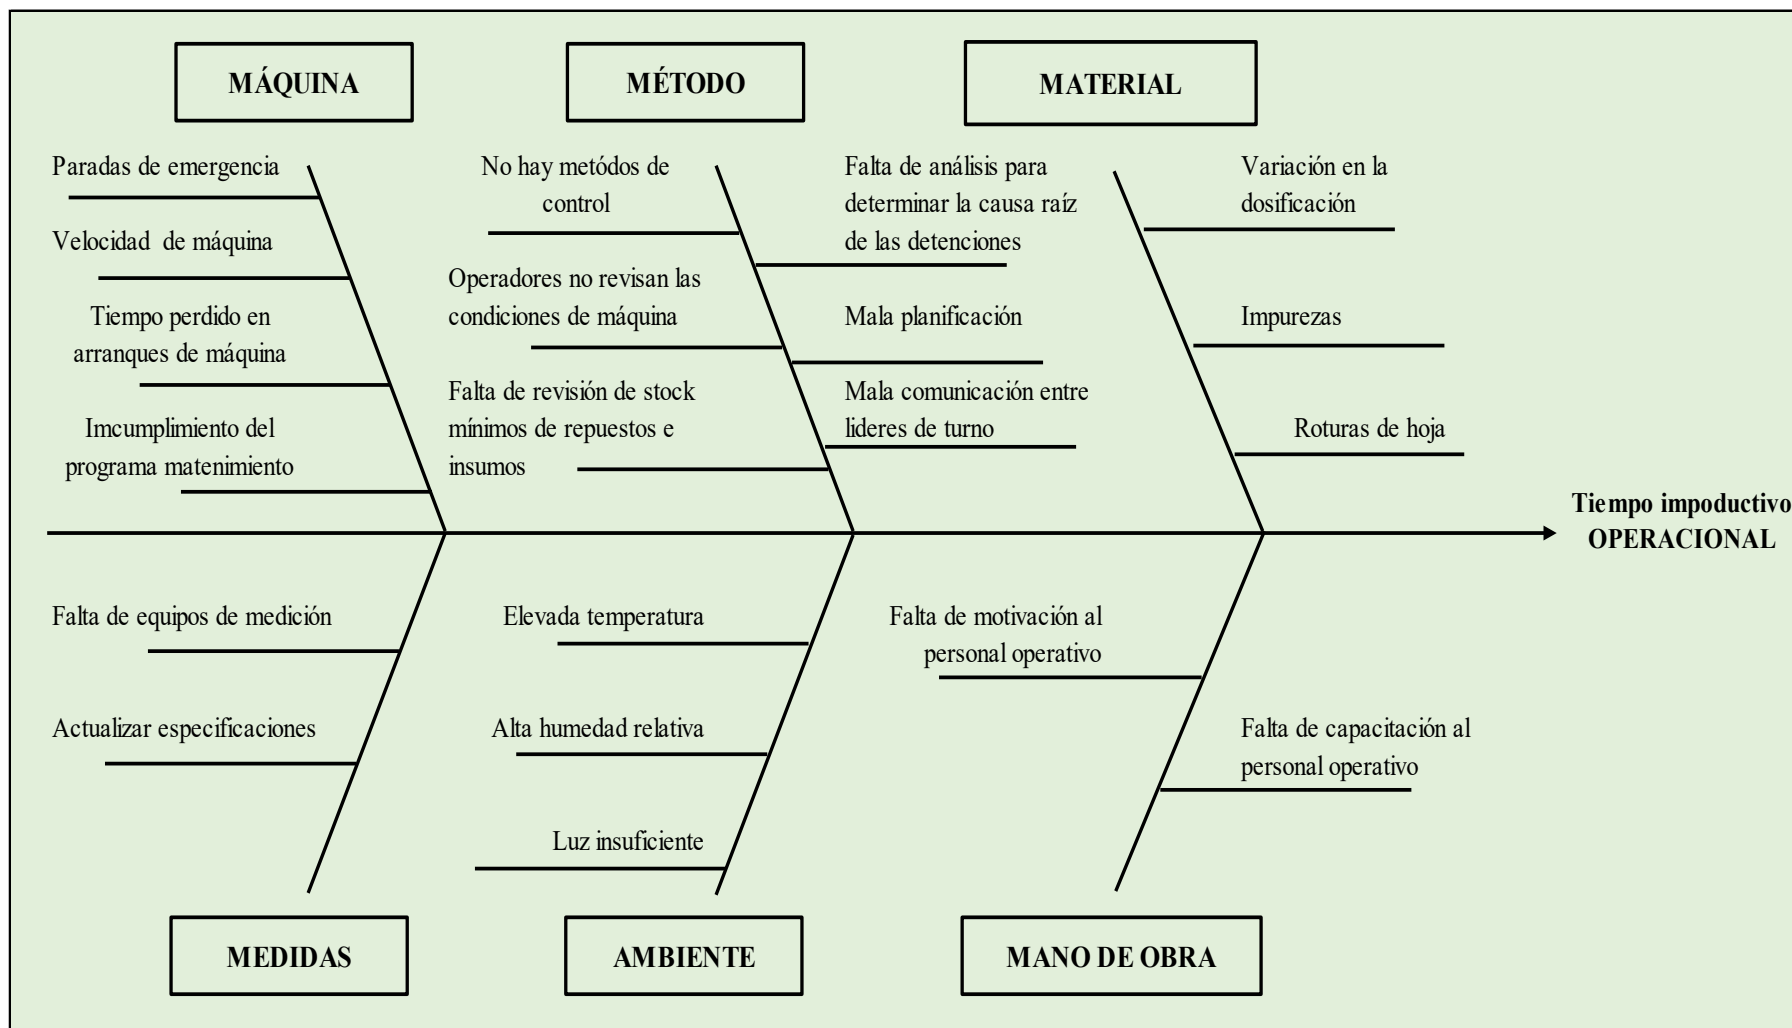 MÁQUINA
MÉTODO
MATERIAL
Paradas de emergencia
Velocidad de máquina
Tiempo perdido en
arranques de máquina
Imcumplimiento del
programa matenimiento
No hay metódos de
control
Operadores no revisan las
condiciones de máquina
Falta de revisión de stock
mínimos de repuestos e
insumos
Falta de análisis para
determinar la causa raíz
de las detenciones
Mala planificación
Mala comunicación entre
lideres de turno
Variación en la
dosificación
Impurezas
Roturas de hoja
Tiempo impoductivo
OPERACIONAL
Falta de equipos de medición
Actualizar especificaciones
Elevada temperatura
Alta humedad relativa
Luz insuficiente
Falta de motivación al
personal operativo
Falta de capacitación al
personal operativo
MEDIDAS
AMBIENTE
MANO DE OBRA